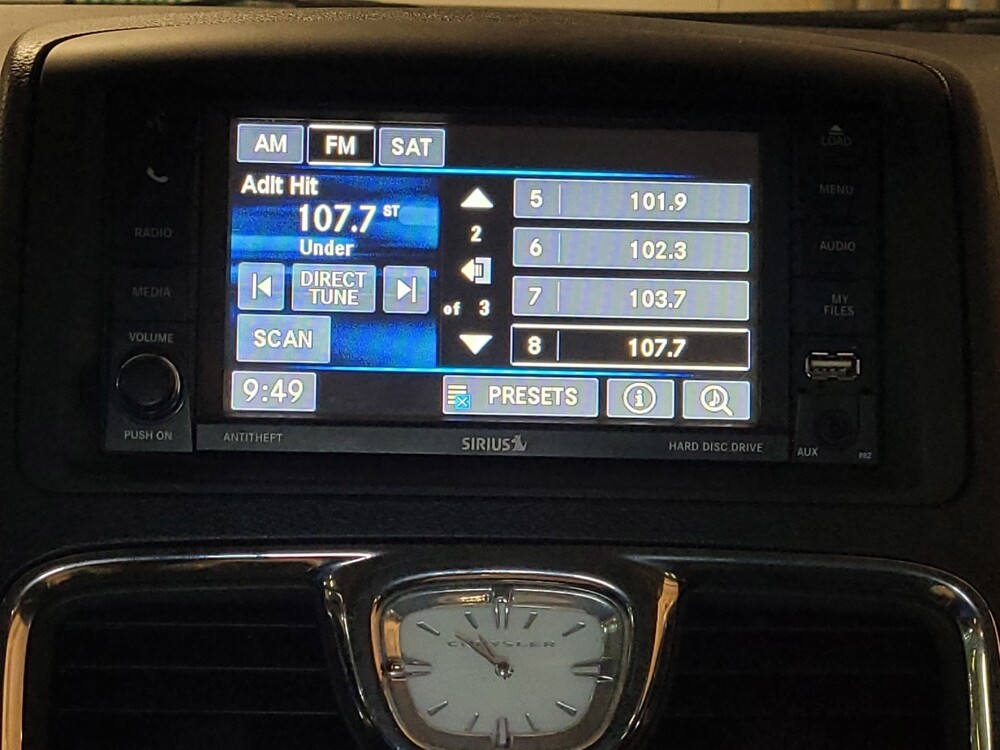 AM FM SAT
Adlt Hit
107.7 ST
Under
DIRECT
TUNE
SCAN
9:49
2
of 3
5 101.9
6 102.3
7 103.7
8 107.7
PRESETS
RADIO
MEDIA
VOLUME
PUSH ON
LOAD
MENU
AUDIO
MY
FILES
AUX
ANTITHEFT
SIRIUS
HARD DISC DRIVE
CHRYSLER